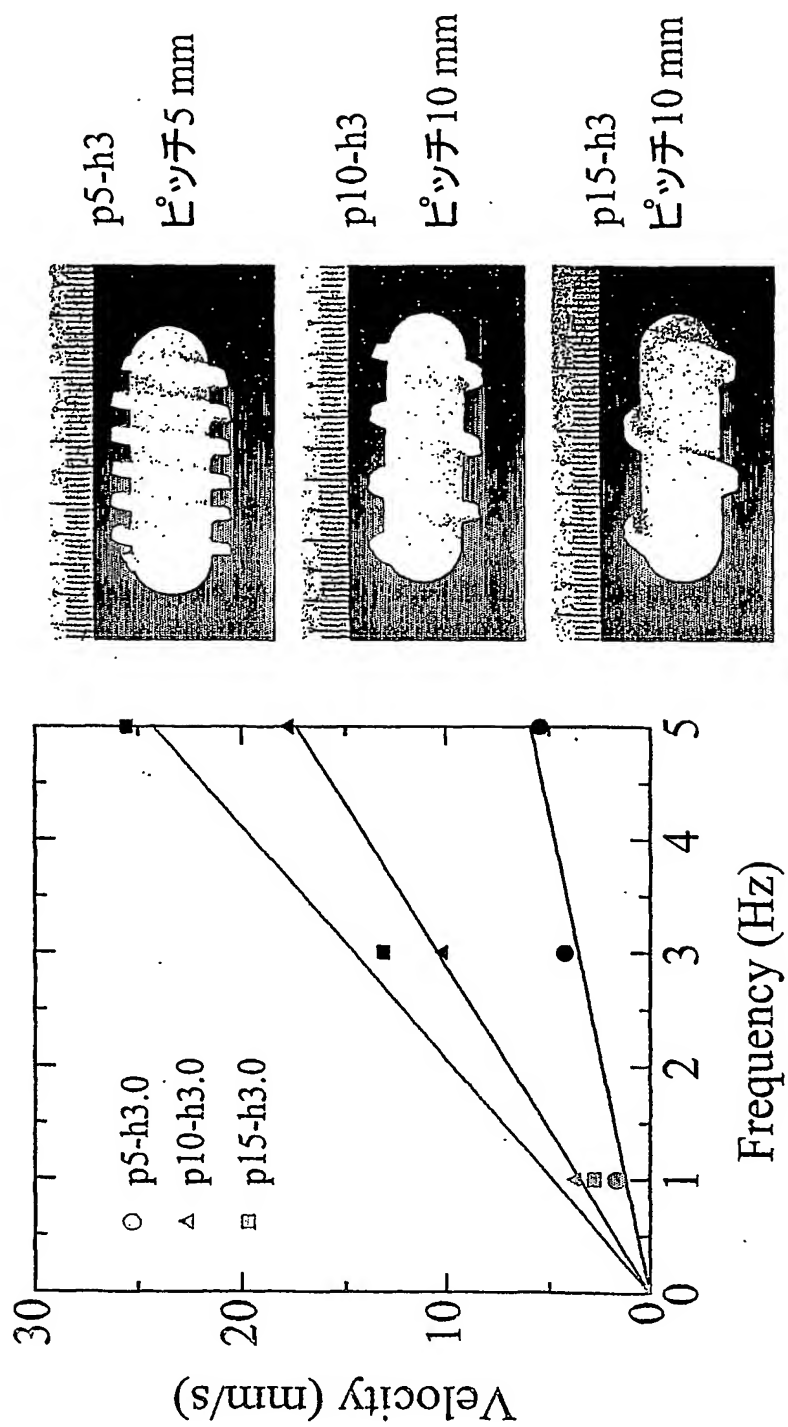 Velocity (mm/s)
30
20
10
0
○ p5-h3.0
△ p10-h3.0
□ p15-h3.0
0 1 2 3 4 5
Frequency (Hz)
p5-h3
ピッチ5 mm
p10-h3
ピッチ10 mm
p15-h3
ピッチ10 mm